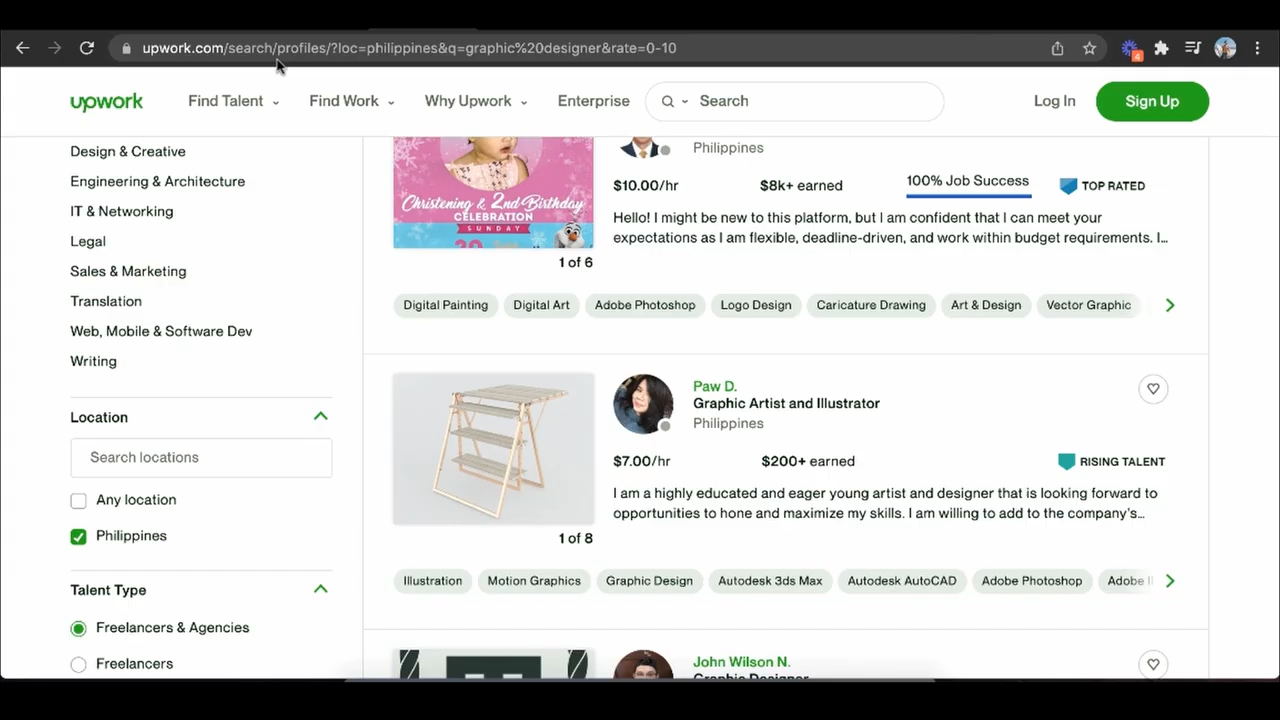 upwork.com/search/profiles/?loc=philippines&q=graphic%20designer&rate=0-10
4
upwork
Find Talent
Find Work
Why Upwork
Enterprise
Search
Log In
Sign Up
Design & Creative
Engineering & Architecture
IT & Networking
Legal
Sales & Marketing
Translation
Web, Mobile & Software Dev
Writing
Location
Search locations
Any location
Philippines
Talent Type
Freelancers & Agencies
Freelancers
Christening & 2nd Birthday
CELEBRATION
SUNDAY
1 of 6
Philippines
$10.00/hr
$8k+ earned
100% Job Success
TOP RATED
Hello! I might be new to this platform, but I am confident that I can meet your
expectations as I am flexible, deadline-driven, and work within budget requirements. I...
Digital Painting
Digital Art
Adobe Photoshop
Logo Design
Caricature Drawing
Art & Design
Vector Graphic
1 of 8
Paw D.
Graphic Artist and Illustrator
Philippines
$7.00/hr
$200+ earned
RISING TALENT
I am a highly educated and eager young artist and designer that is looking forward to
opportunities to hone and maximize my skills. I am willing to add to the company's...
Illustration
Motion Graphics
Graphic Design
Autodesk 3ds Max
Autodesk AutoCAD
Adobe Photoshop
Adobe Il
John Wilson N.
Graphic Designer